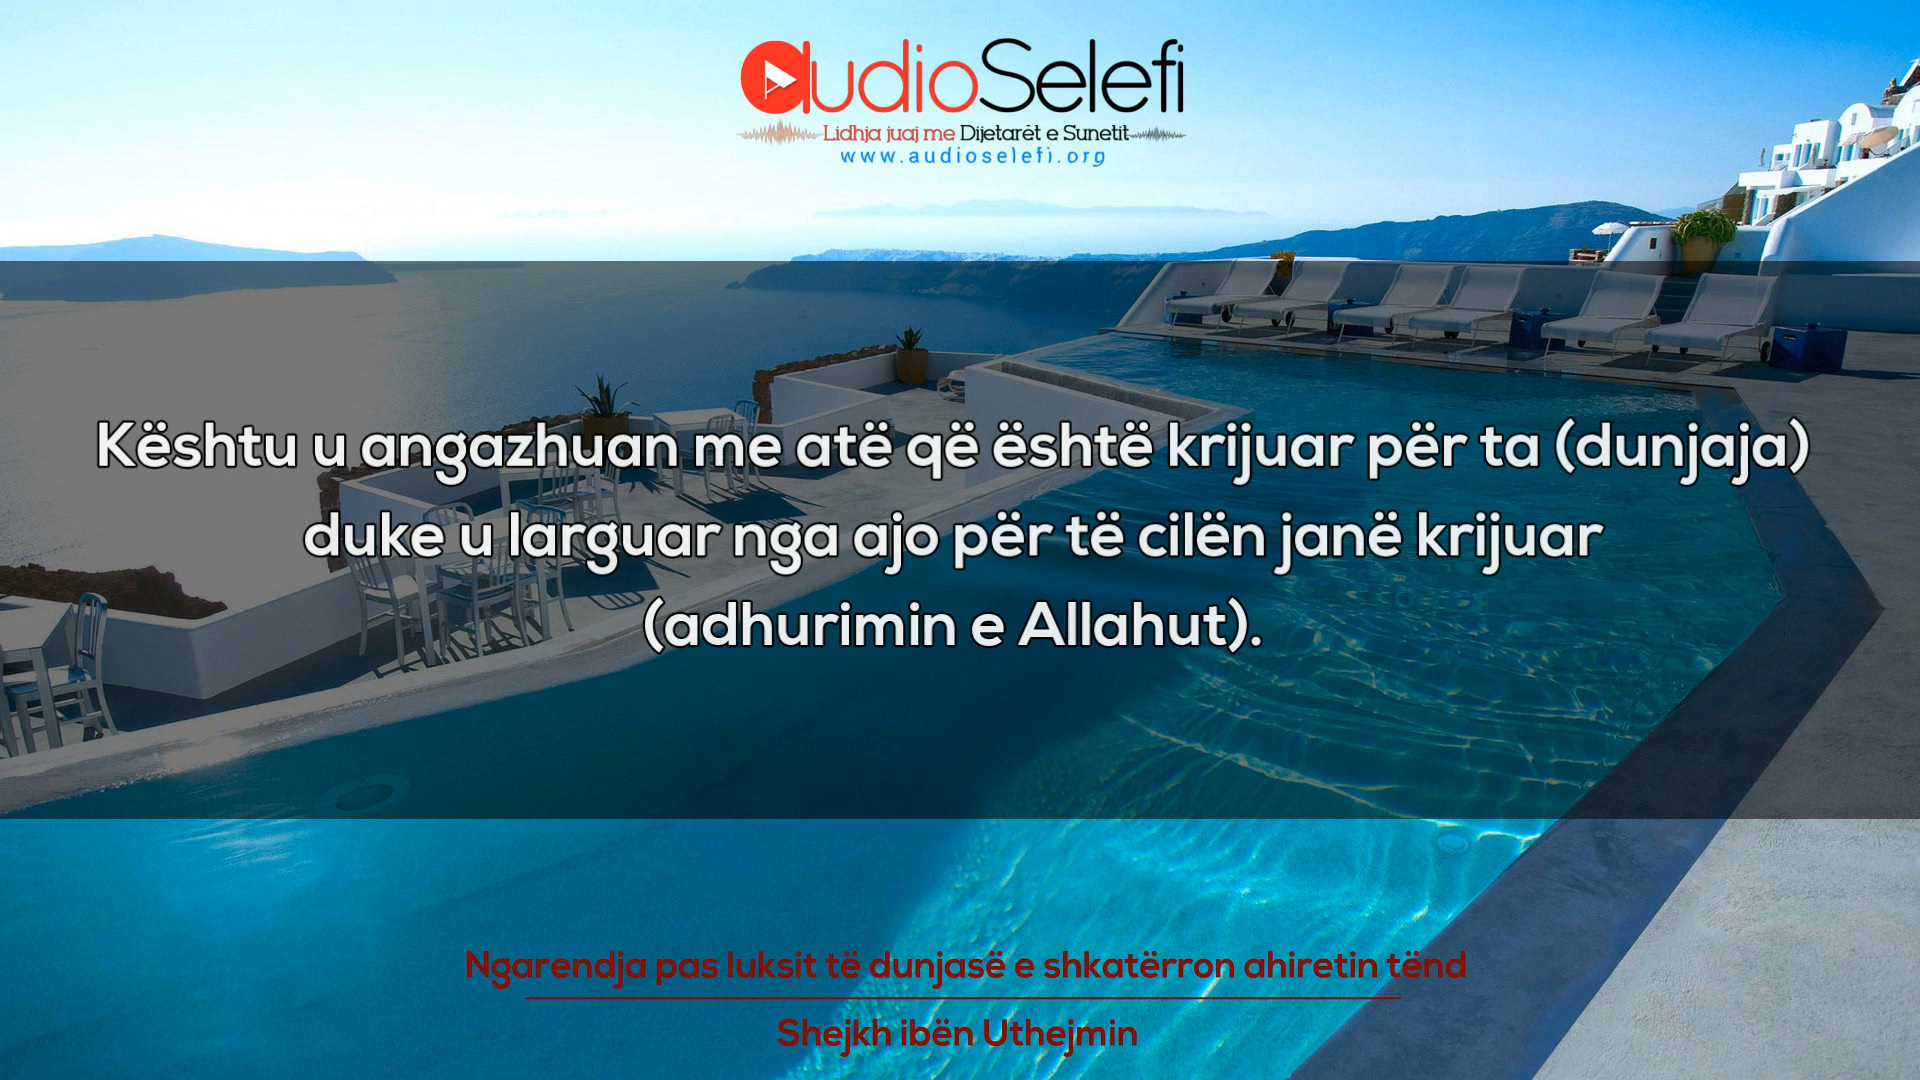 audioSelefi
Lidhja juaj me Dijetarët e Sunetit
www.audioselefi.org
Kështu u angazhuan me atë që është krijuar për ta (dunjaja)
duke u larguar nga ajo për të cilën janë krijuar
(adhurimin e Allahut).
Ngarendja pas luksit të dunjasë e shkatërron ahiretin tënd
Shejkh ibën Uthejmin